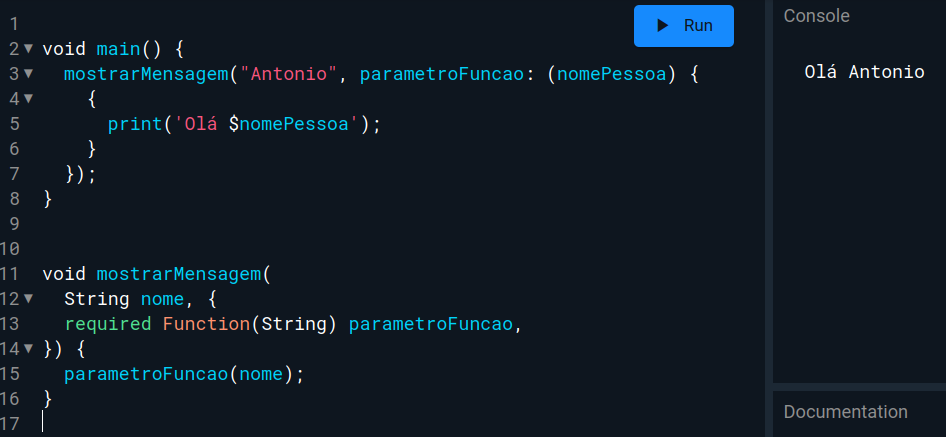 1
2 void main() {
3 mostrarMensagem("Antonio", parametroFuncao: (nomePessoa) {
4 {
5 print('Olá $nomePessoa');
6 }
7 });
8 }
9
10
11 void mostrarMensagem(
12 String nome, {
13 required Function(String) parametroFuncao,
14 }) {
15 parametroFuncao(nome);
16 }
17
Run
Console
Olá Antonio
Documentation